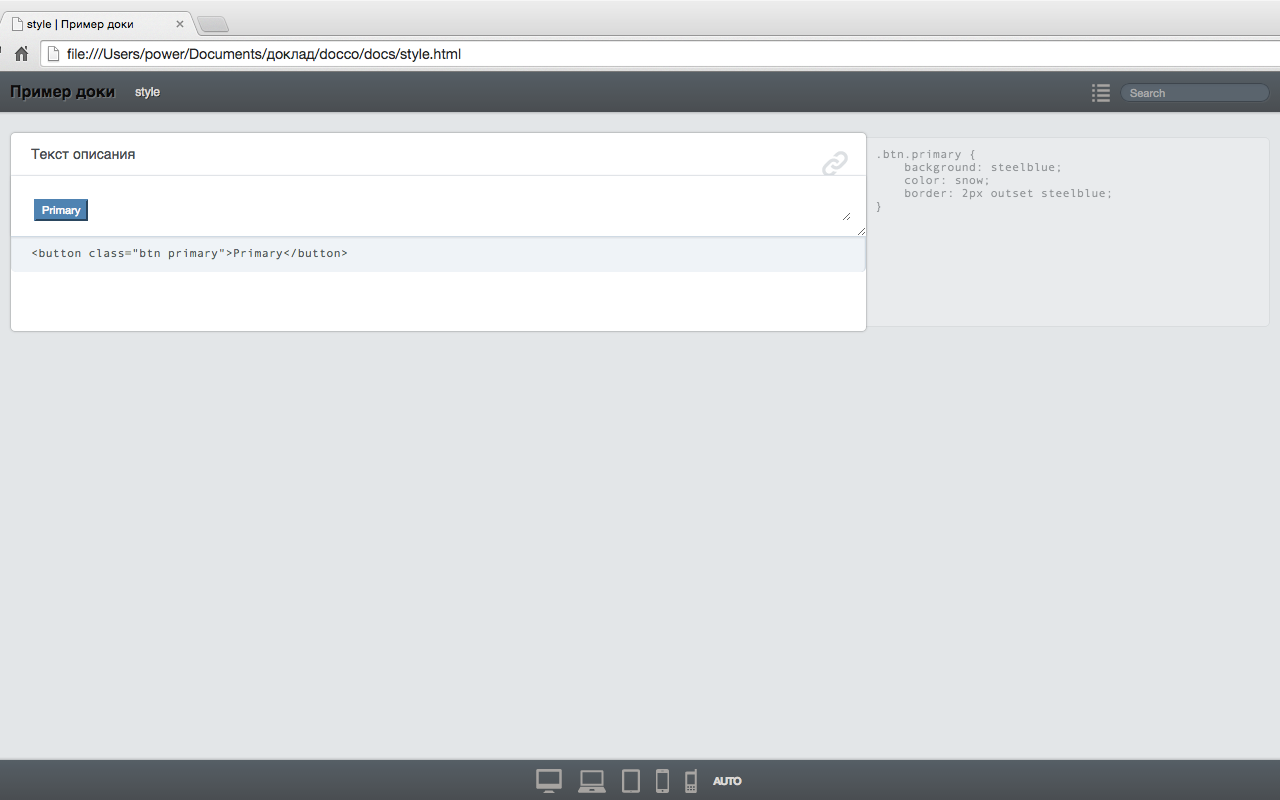 style | Пример доки
file:///Users/power/Documents/доклад/docco/docs/style.html
Пример доки style Search
Текст описания
Primary
<button class="btn primary">Primary</button>
.btn.primary {
    background: steelblue;
    color: snow;
    border: 2px outset steelblue;
}
AUTO